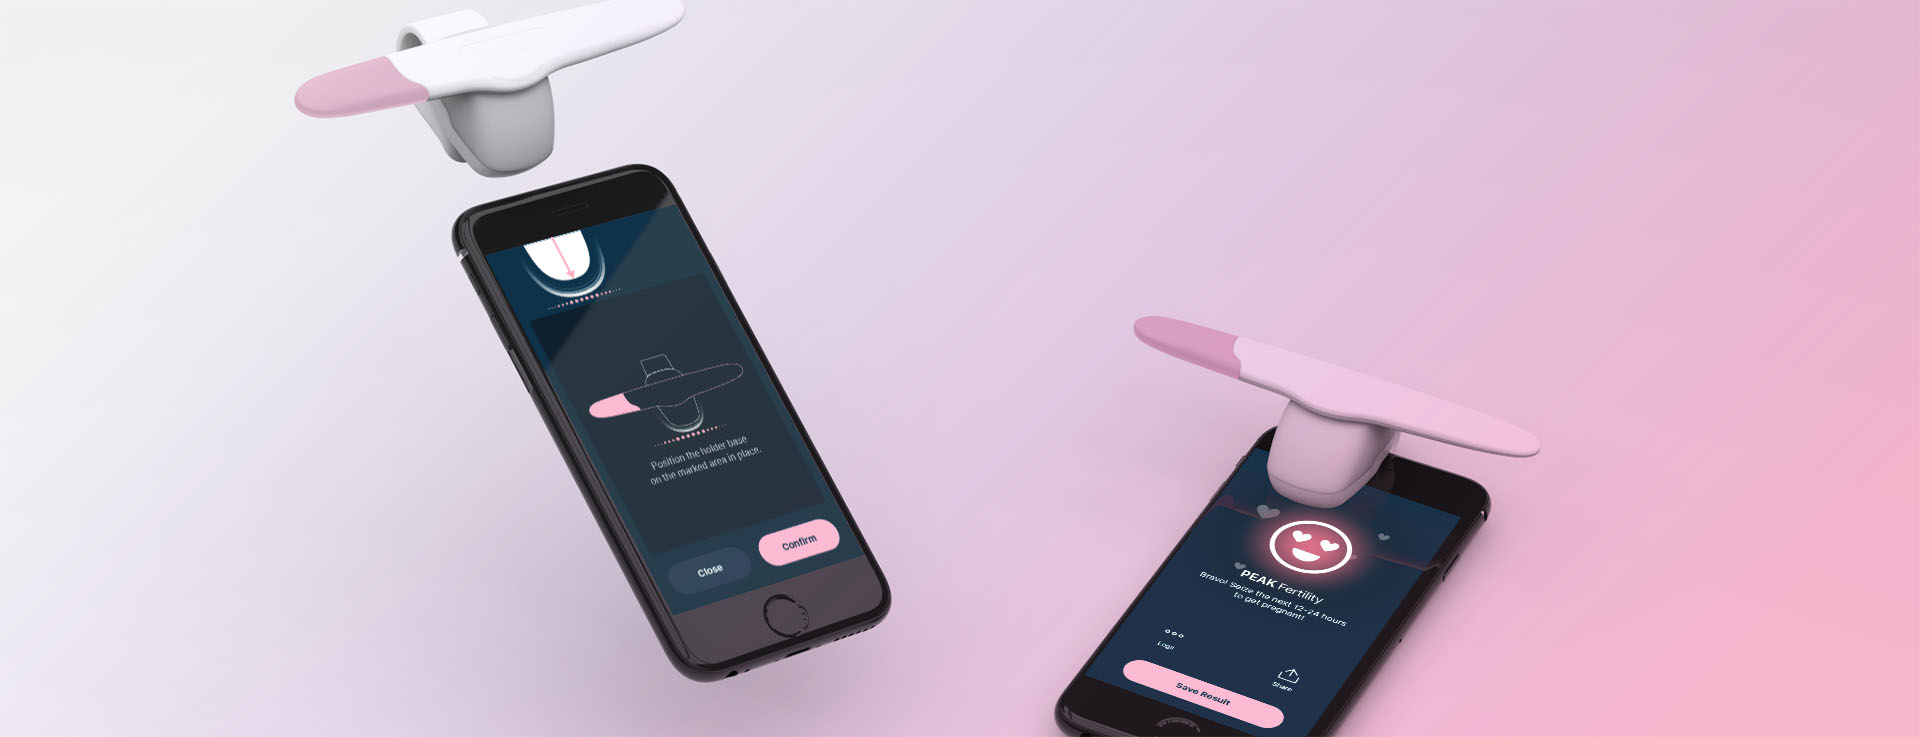 Position the holder base
on the marked area in place.
Close
Confirm
PEAK Fertility
Bravo! Seize the next 12-24 hours
to get pregnant!
Logs
Share
Save Result